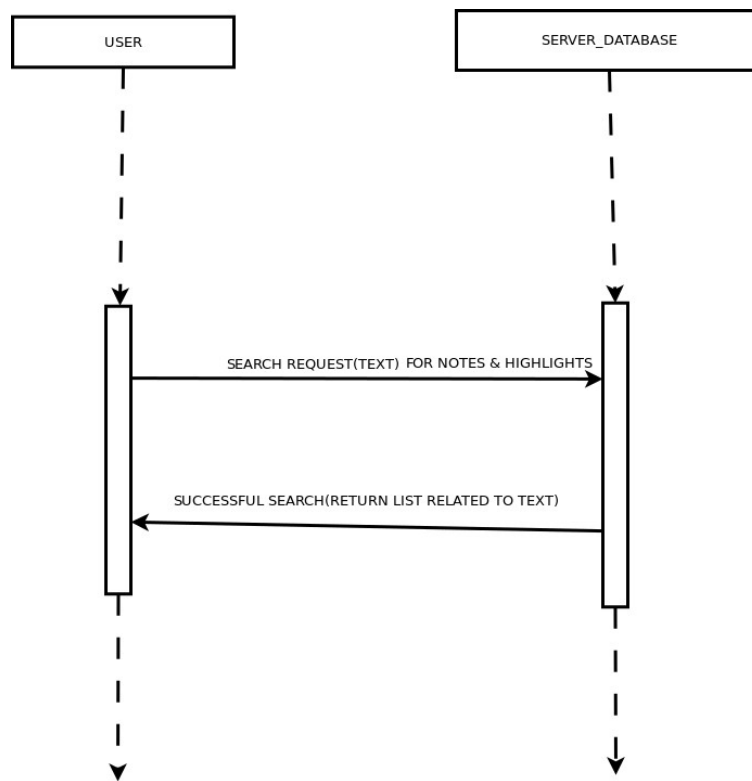 USER
SERVER_DATABASE
SEARCH REQUEST(TEXT) FOR NOTES & HIGHLIGHTS
SUCCESSFUL SEARCH(RETURN LIST RELATED TO TEXT)